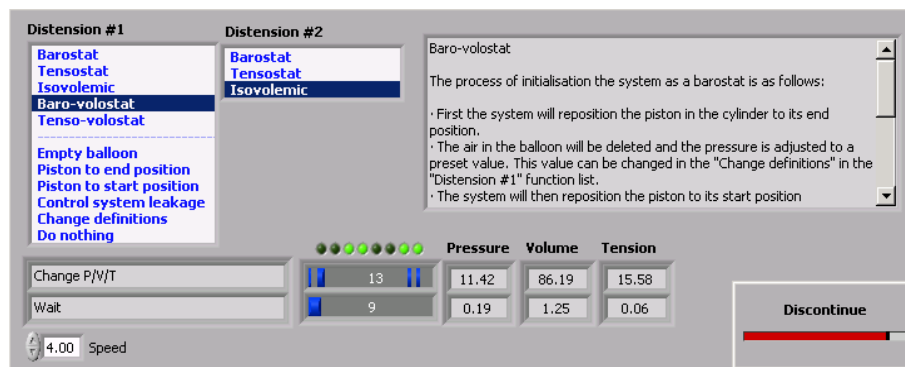 Distension #1
Barostat
Tensostat
Isovolemic
Baro-volostat
Tenso-volostat
Empty balloon
Piston to end position
Piston to start position
Control system leakage
Change definitions
Do nothing
Distension #2
Barostat
Tensostat
Isovolemic
Baro-volostat
The process of initialisation the system as a barostat is as follows:
· First the system will reposition the piston in the cylinder to its end
position.
· The air in the balloon will be deleted and the pressure is adjusted to a
preset value. This value can be changed in the "Change definitions" in the
"Distension #1" function list.
· The system will then reposition the piston to its start position
Pressure Volume Tension
Change P/V/T 13 11.42 86.19 15.58
Wait 9 0.19 1.25 0.06
Discontinue
4.00 Speed